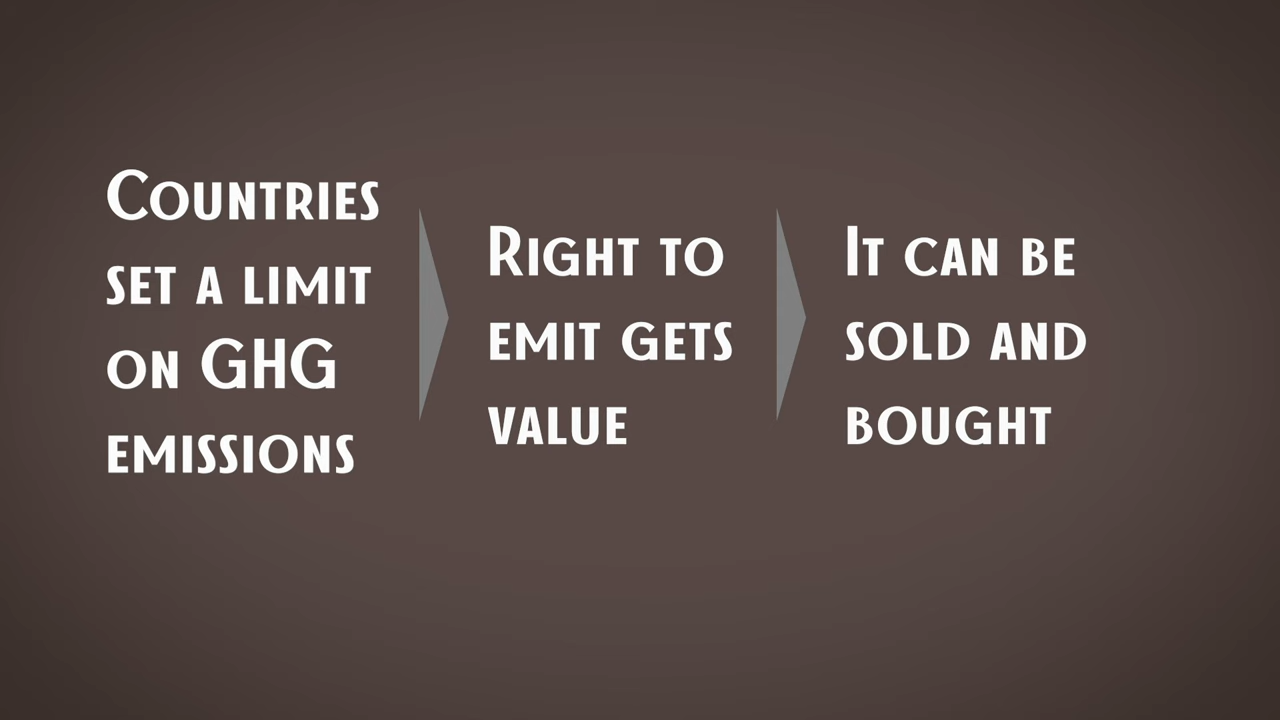 Countries
set a limit
on GHG
emissions
Right to
emit gets
value
It can be
sold and
bought